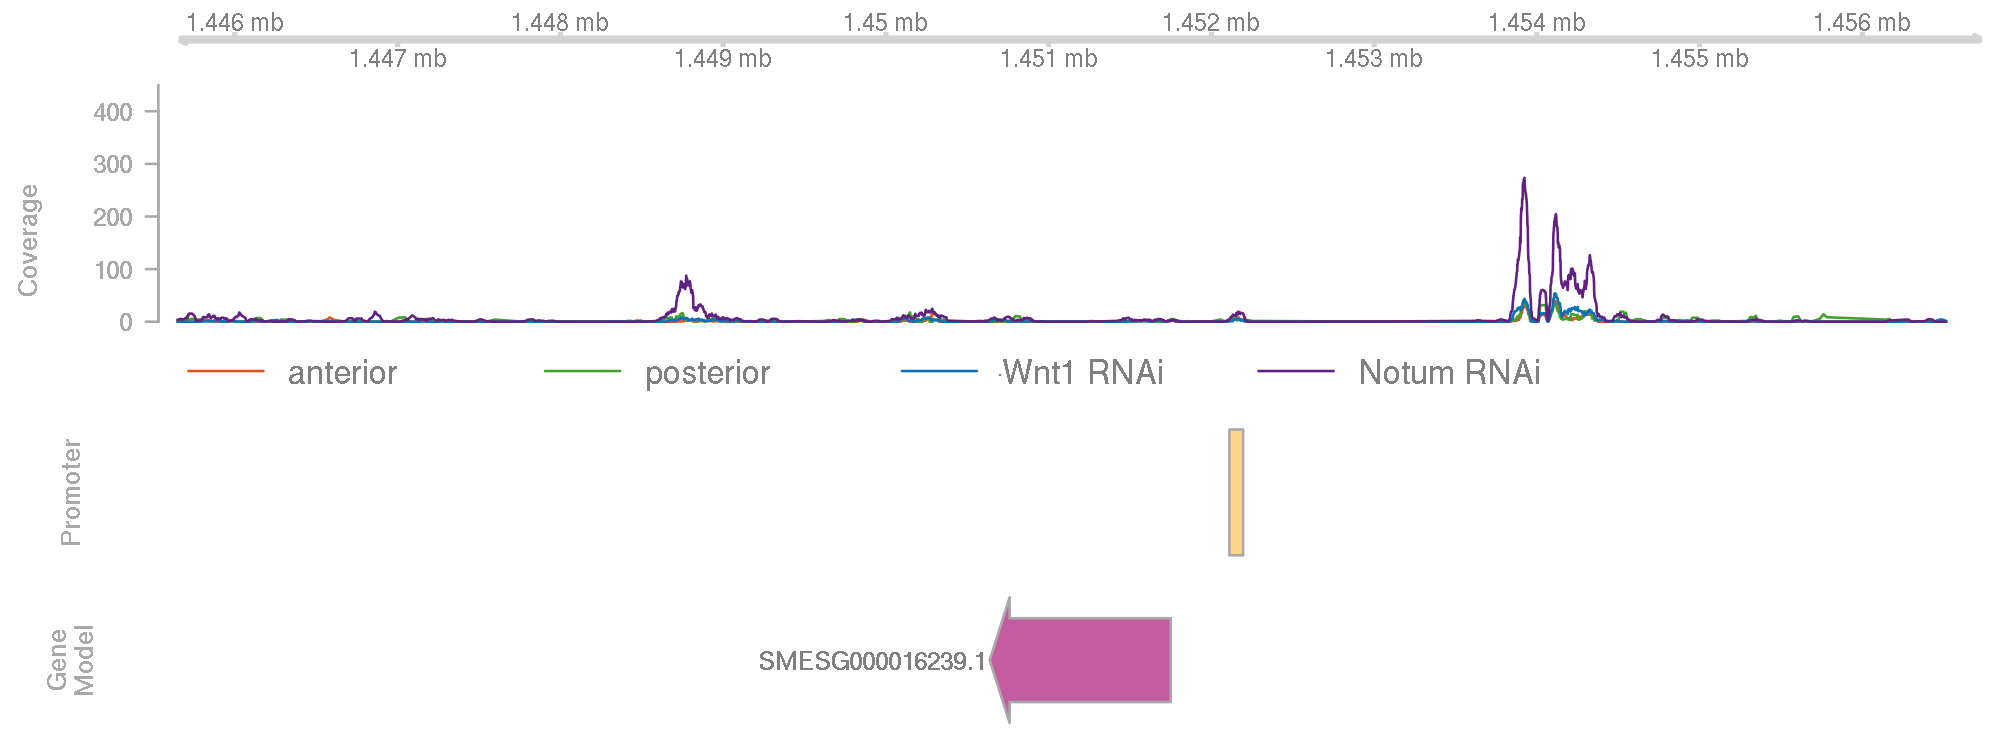 1.446 mb 1.448 mb 1.45 mb 1.452 mb 1.454 mb 1.456 mb
1.447 mb 1.449 mb 1.451 mb 1.453 mb 1.455 mb
Coverage
400
300
200
100
0
anterior posterior Wnt1 RNAi Notum RNAi
Promoter
Gene
Model
SMESG000016239.1